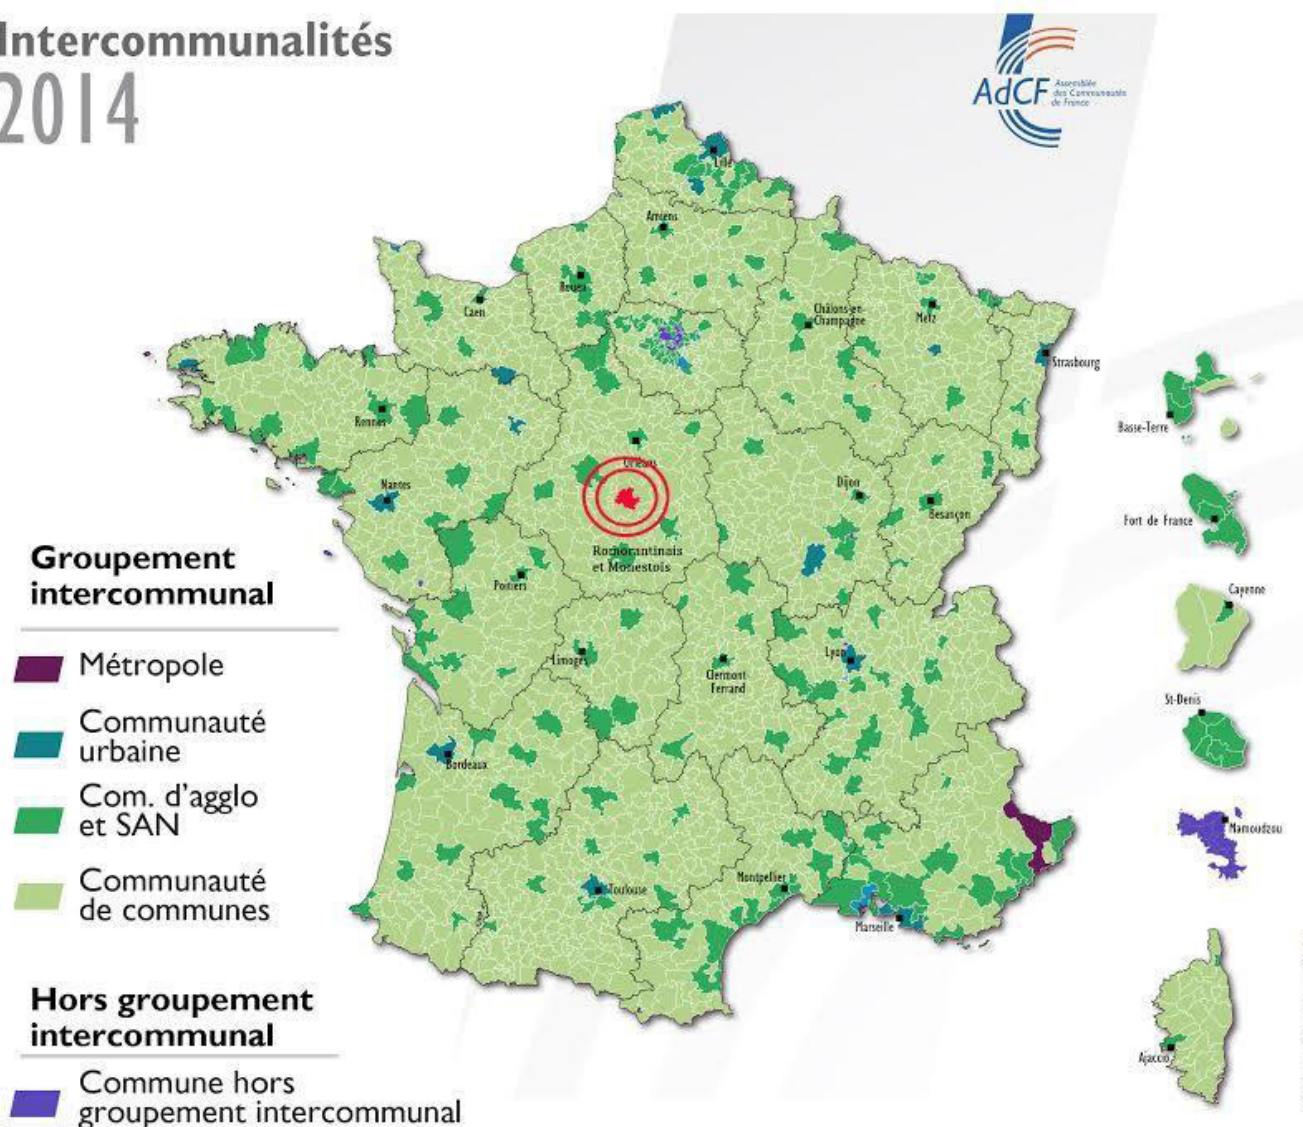 Intercommunalités
2014
AdCF
Assemblée
des Communautés
de France
Lille
Amiens
Rouen
Caen
Châlons-en-
Champagne
Metz
Strasbourg
Rennes
Orléans
Nantes
Dijon
Besançon
Romorantinais
et Monestois
Poitiers
Limoges
Clermont
Ferrand
Lyon
Bordeaux
Toulouse
Montpellier
Marseille
Basse-Terre
Fort de France
Cayenne
St-Denis
Mamoudzou
Ajaccio
Groupement
intercommunal
Métropole
Communauté
urbaine
Com. d'agglo
et SAN
Communauté
de communes
Hors groupement
intercommunal
Commune hors
groupement intercommunal